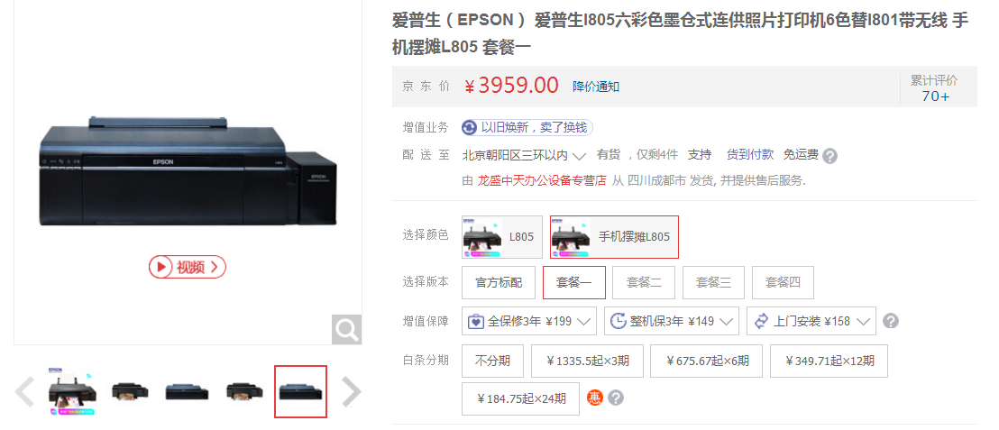 爱普生（EPSON） 爱普生l805六彩色墨仓式连供照片打印机6色替l801带无线 手
机摆摊L805 套餐一
京 东 价 ￥3959.00 降价通知
累计评价
70+
增值业务 以旧焕新，卖了换钱
配 送 至 北京朝阳区三环以内 有货 ，仅剩4件 支持 货到付款 免运费
由 龙盛中天办公设备专营店 从 四川成都市 发货, 并提供售后服务.
选择颜色 L805 手机摆摊L805
选择版本 官方标配 套餐一 套餐二 套餐三 套餐四
增值保障 全保修3年 ¥199 整机保3年 ¥149 上门安装 ¥158
白条分期 不分期 ￥1335.5起×3期 ￥675.67起×6期 ￥349.71起×12期
￥184.75起×24期 惠
EPSON
EPSON
视频